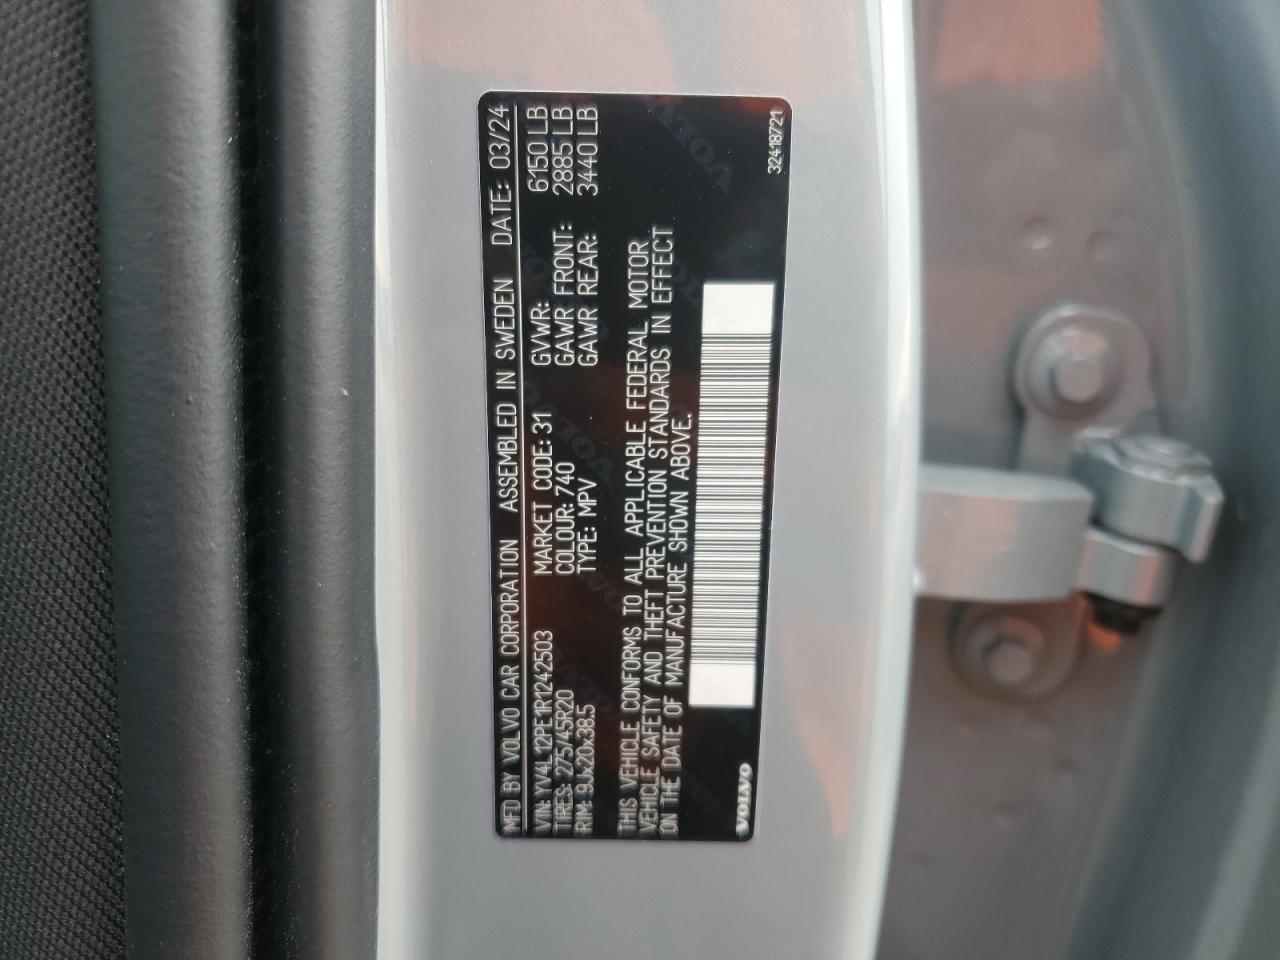 MFD BY VOLVO CAR CORPORATION ASSEMBLED IN SWEDEN DATE: 03/24
VIN: YV4L12PE1R1242503 MARKET CODE: 31 GVWR: 6150 LB
TIRES: 275/45R20 COLOUR: 740 GAWR FRONT: 2885 LB
RIM: 9Jx20x38.5 TYPE: MPV GAWR REAR: 3440 LB
THIS VEHICLE CONFORMS TO ALL APPLICABLE FEDERAL MOTOR
VEHICLE SAFETY AND THEFT PREVENTION STANDARDS IN EFFECT
ON THE DATE OF MANUFACTURE SHOWN ABOVE.
VOLVO 32418721